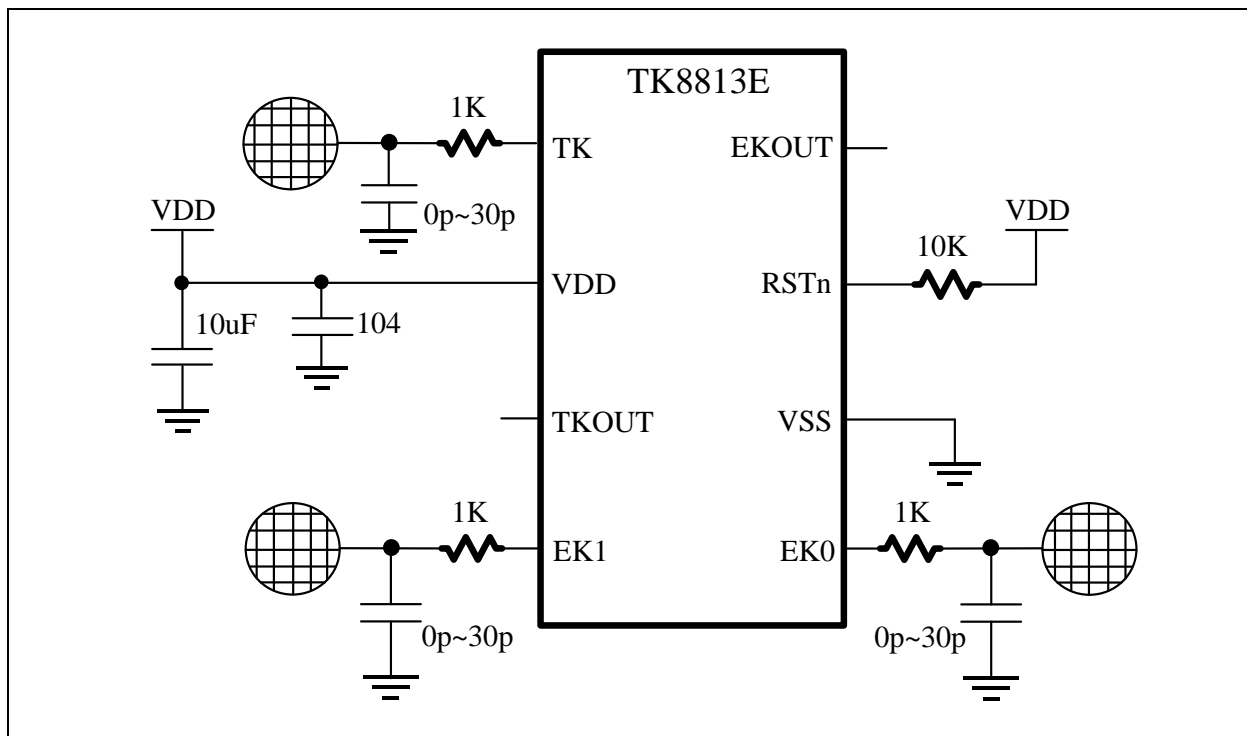 TK8813E
1K
TK
EKOUT
0p~30p
VDD
VDD
10K
VDD
RSTn
10uF
104
TKOUT
VSS
1K
EK1
1K
EK0
0p~30p
0p~30p